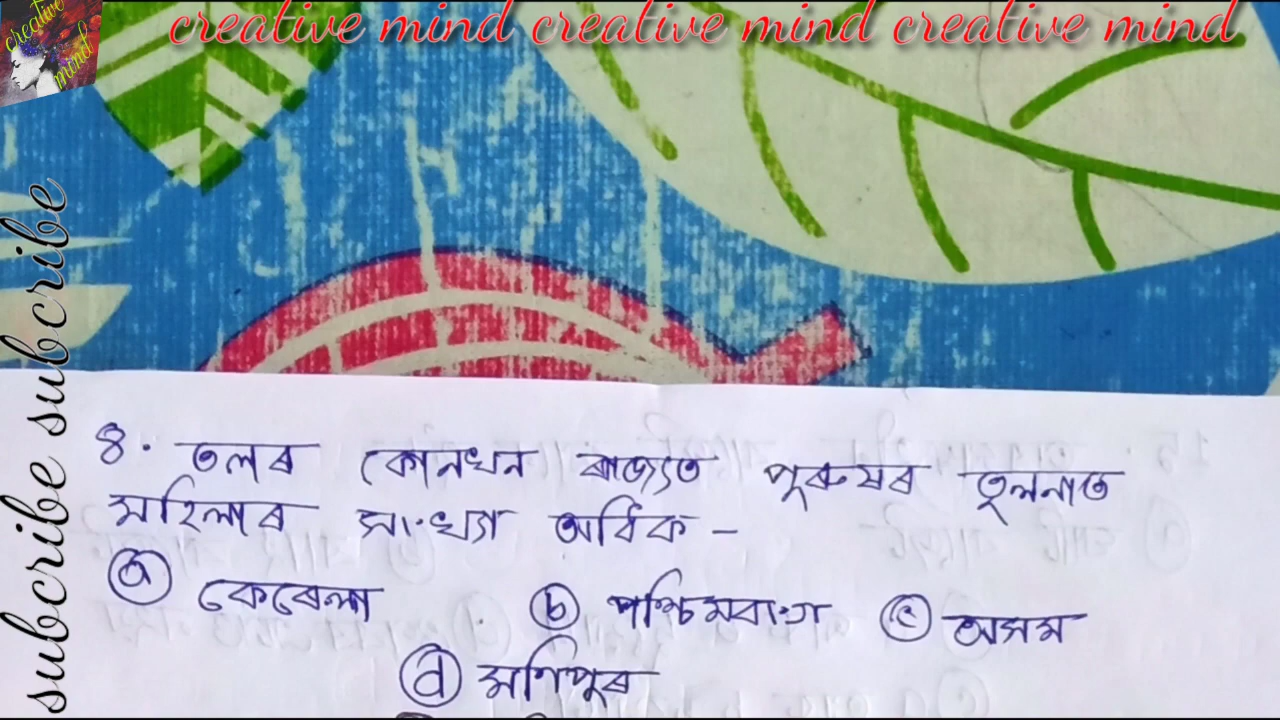 creative mind creative mind creative mind
creative mind
subcribe subcribe
8. তলৰ কোনখন ৰাজ্যত পুৰুষৰ তুলনাত
মহিলাৰ সাংখ্যা অধিক -
ⓐ কেৰেলা ⓑ পশ্চিমবাংগ ⓒ অসম
ⓓ মণিপুৰ